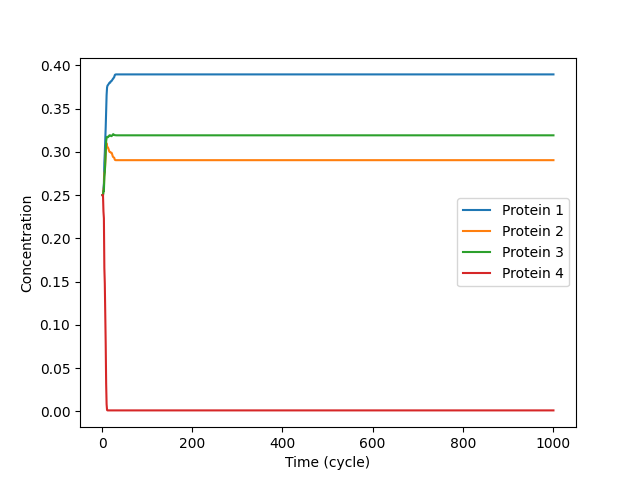 0.40
0.35
0.30
0.25
0.20
0.15
0.10
0.05
0.00
Concentration
0 200 400 600 800 1000
Time (cycle)
Protein 1
Protein 2
Protein 3
Protein 4